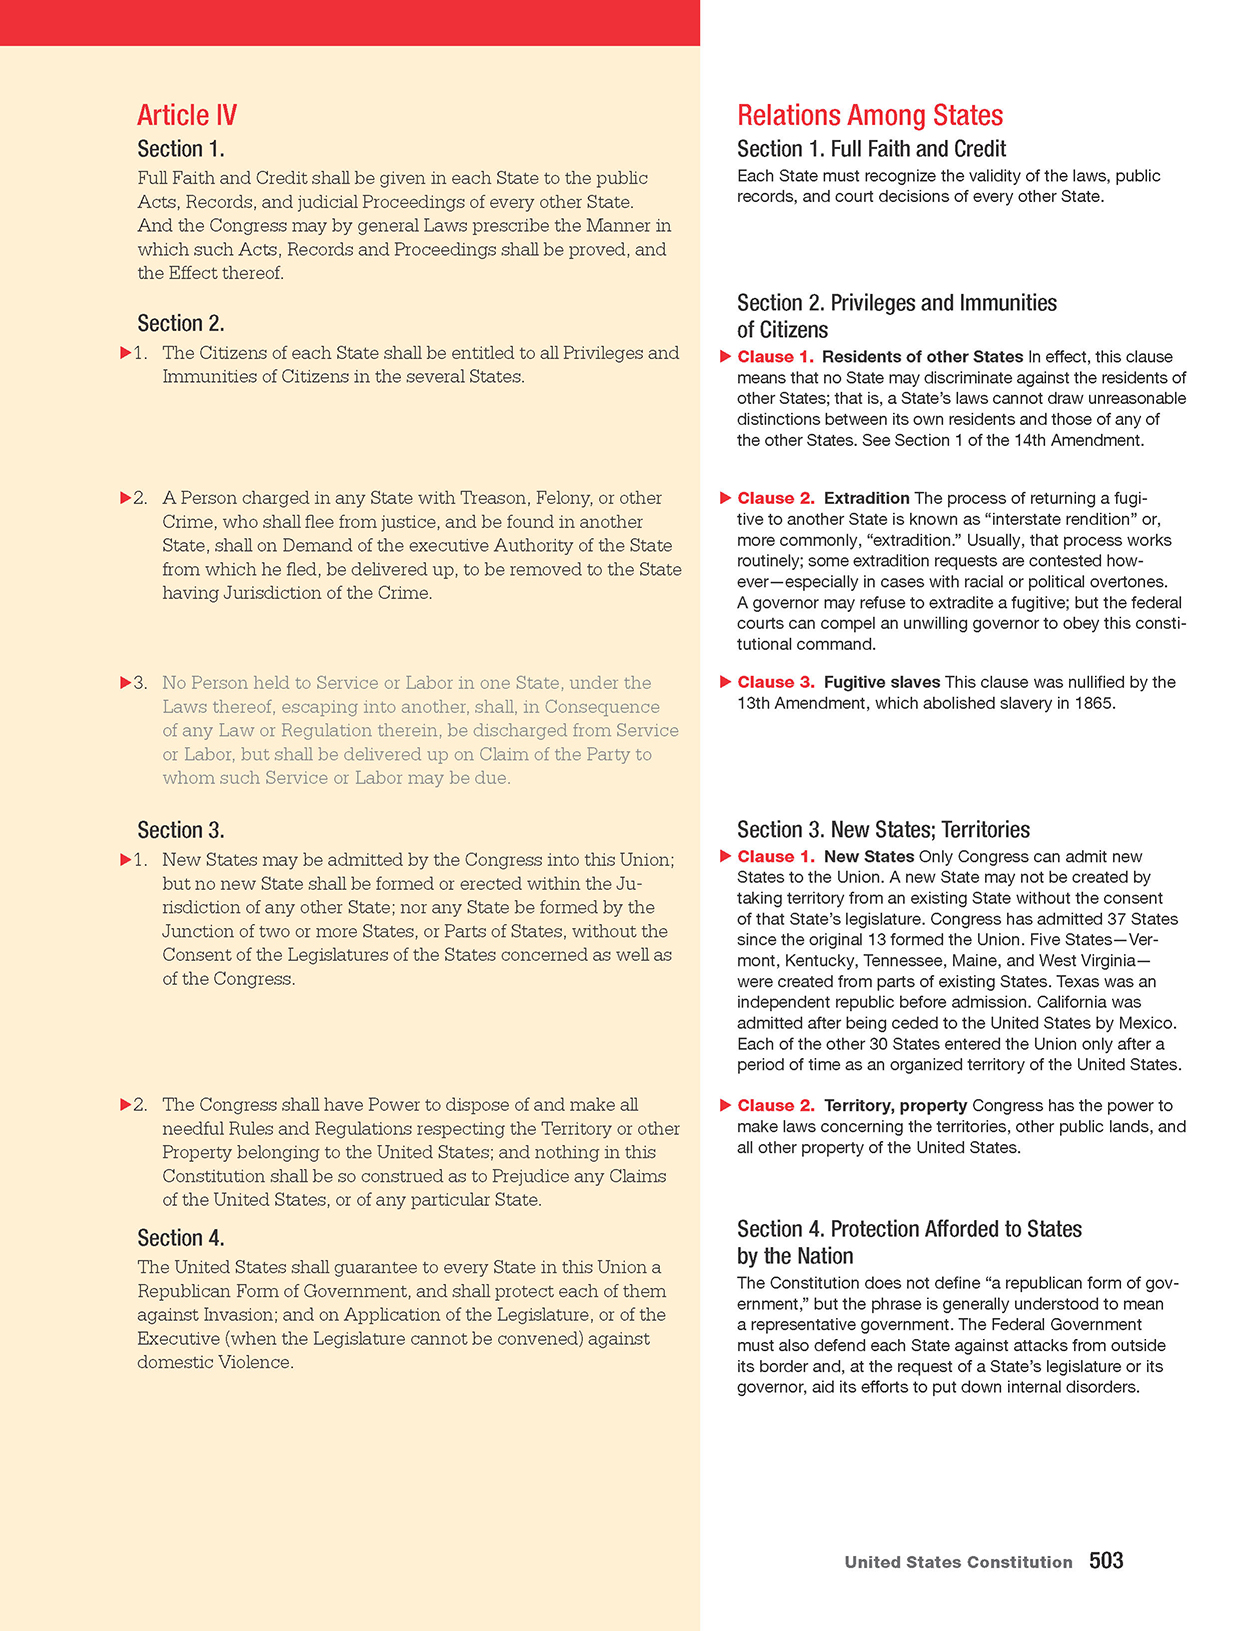 Article IV
Section 1.
Full Faith and Credit shall be given in each State to the public
Acts, Records, and judicial Proceedings of every other State.
And the Congress may by general Laws prescribe the Manner in
which such Acts, Records and Proceedings shall be proved, and
the Effect thereof.
Section 2.
1. The Citizens of each State shall be entitled to all Privileges and
Immunities of Citizens in the several States.
2. A Person charged in any State with Treason, Felony, or other
Crime, who shall flee from justice, and be found in another
State, shall on Demand of the executive Authority of the State
from which he fled, be delivered up, to be removed to the State
having Jurisdiction of the Crime.
3. No Person held to Service or Labor in one State, under the
Laws thereof, escaping into another, shall, in Consequence
of any Law or Regulation therein, be discharged from Service
or Labor, but shall be delivered up on Claim of the Party to
whom such Service or Labor may be due.
Section 3.
1. New States may be admitted by the Congress into this Union;
but no new State shall be formed or erected within the Ju-
risdiction of any other State; nor any State be formed by the
Junction of two or more States, or Parts of States, without the
Consent of the Legislatures of the States concerned as well as
of the Congress.
2. The Congress shall have Power to dispose of and make all
needful Rules and Regulations respecting the Territory or other
Property belonging to the United States; and nothing in this
Constitution shall be so construed as to Prejudice any Claims
of the United States, or of any particular State.
Section 4.
The United States shall guarantee to every State in this Union a
Republican Form of Government, and shall protect each of them
against Invasion; and on Application of the Legislature, or of the
Executive (when the Legislature cannot be convened) against
domestic Violence.
Relations Among States
Section 1. Full Faith and Credit
Each State must recognize the validity of the laws, public
records, and court decisions of every other State.
Section 2. Privileges and Immunities
of Citizens
Clause 1. Residents of other States In effect, this clause
means that no State may discriminate against the residents of
other States; that is, a State’s laws cannot draw unreasonable
distinctions between its own residents and those of any of
the other States. See Section 1 of the 14th Amendment.
Clause 2. Extradition The process of returning a fugi-
tive to another State is known as “interstate rendition” or,
more commonly, “extradition.” Usually, that process works
routinely; some extradition requests are contested how-
ever—especially in cases with racial or political overtones.
A governor may refuse to extradite a fugitive; but the federal
courts can compel an unwilling governor to obey this consti-
tutional command.
Clause 3. Fugitive slaves This clause was nullified by the
13th Amendment, which abolished slavery in 1865.
Section 3. New States; Territories
Clause 1. New States Only Congress can admit new
States to the Union. A new State may not be created by
taking territory from an existing State without the consent
of that State’s legislature. Congress has admitted 37 States
since the original 13 formed the Union. Five States—Ver-
mont, Kentucky, Tennessee, Maine, and West Virginia—
were created from parts of existing States. Texas was an
independent republic before admission. California was
admitted after being ceded to the United States by Mexico.
Each of the other 30 States entered the Union only after a
period of time as an organized territory of the United States.
Clause 2. Territory, property Congress has the power to
make laws concerning the territories, other public lands, and
all other property of the United States.
Section 4. Protection Afforded to States
by the Nation
The Constitution does not define “a republican form of gov-
ernment,” but the phrase is generally understood to mean
a representative government. The Federal Government
must also defend each State against attacks from outside
its border and, at the request of a State’s legislature or its
governor, aid its efforts to put down internal disorders.
United States Constitution 503